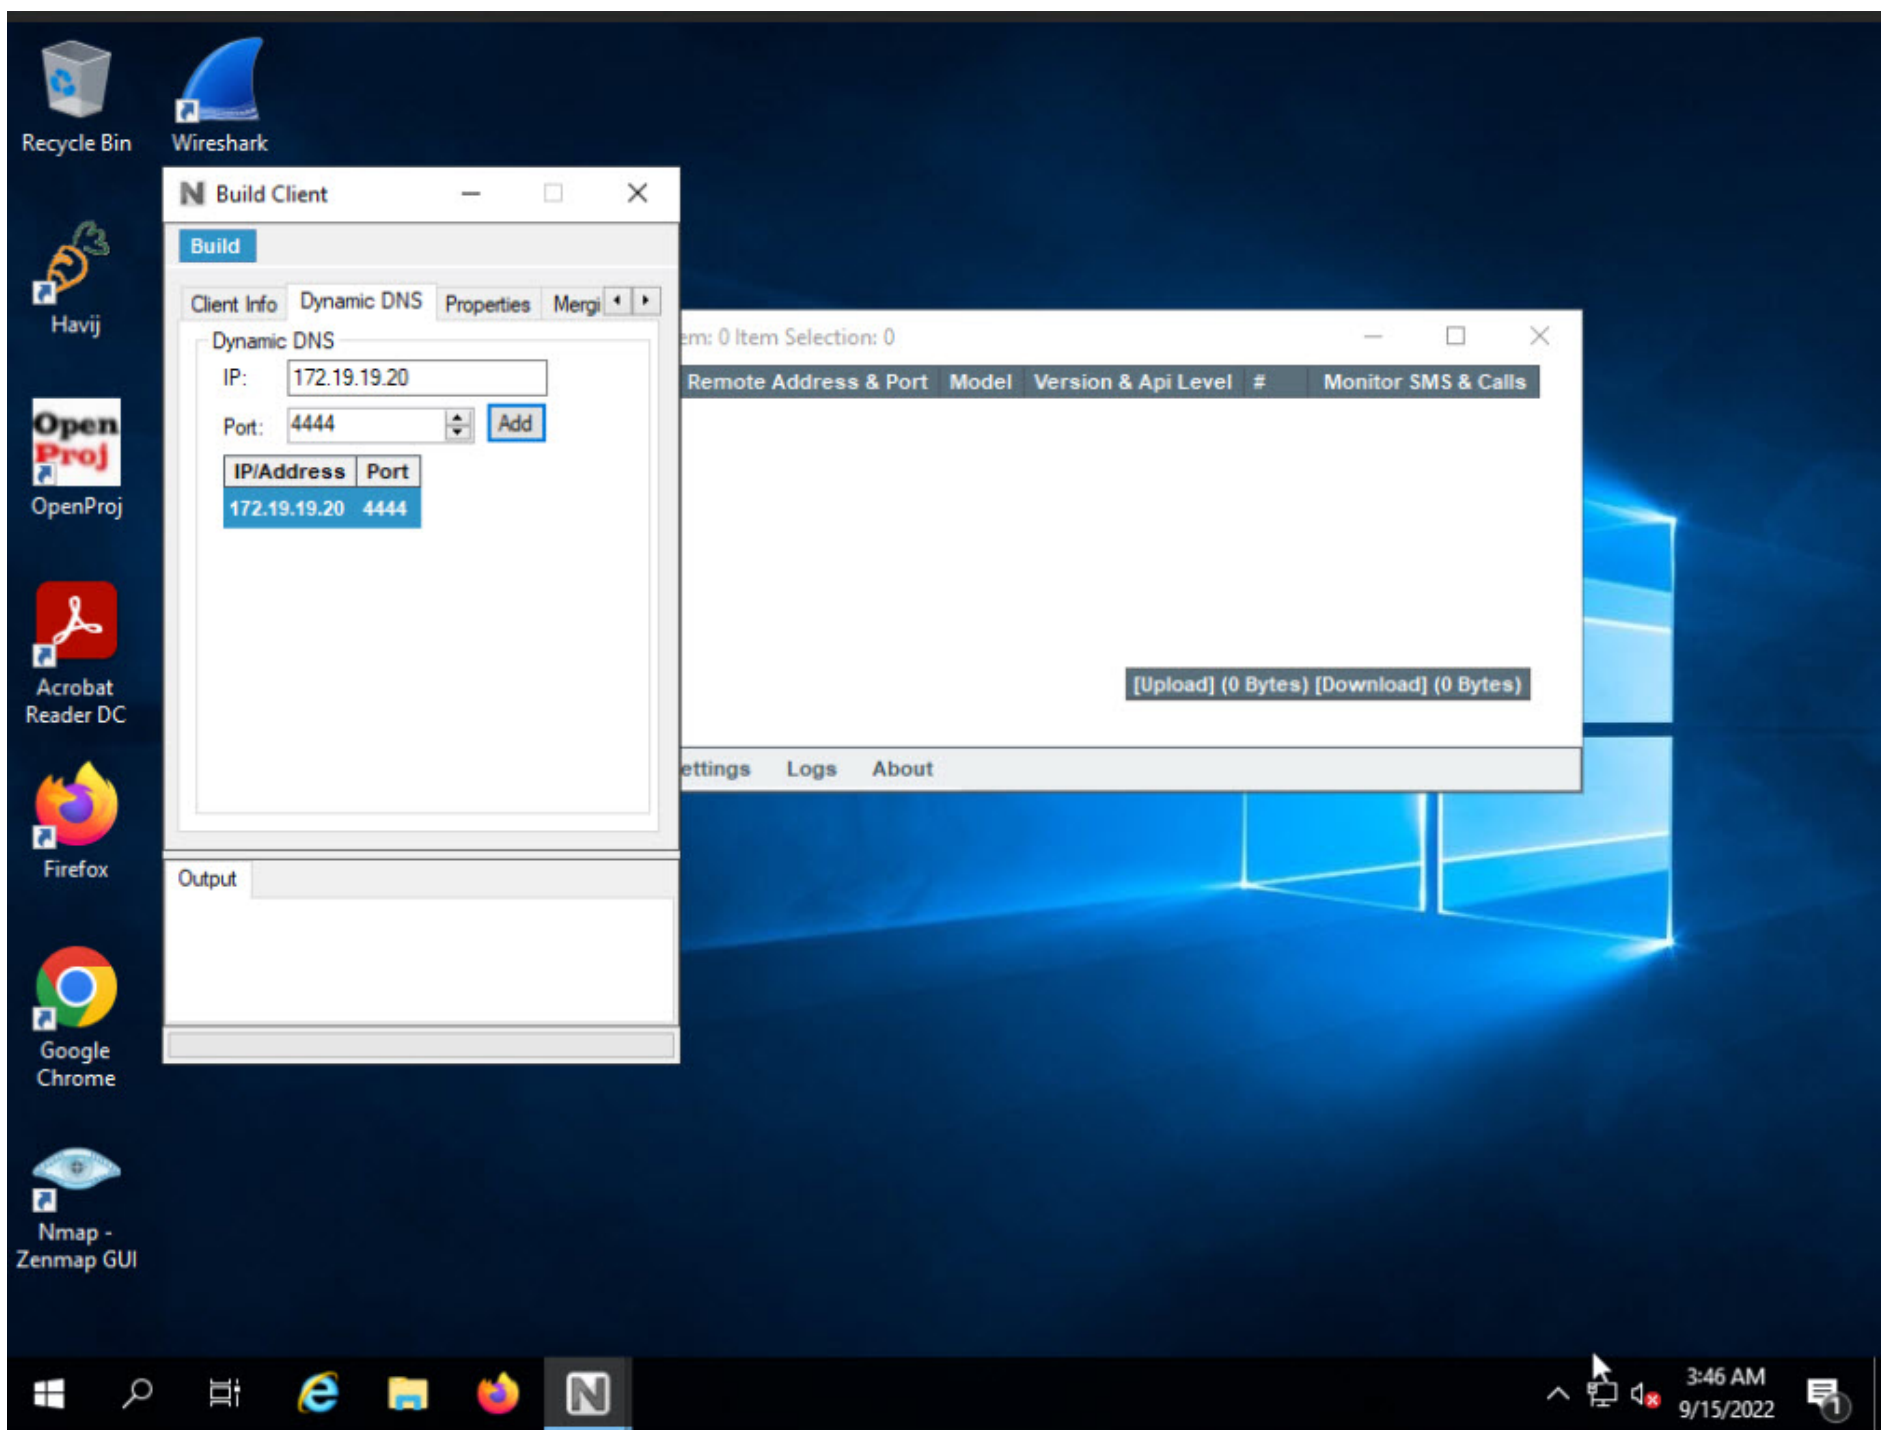 Recycle Bin
Wireshark
Havij
Open
Proj
OpenProj
Acrobat
Reader DC
Firefox
Google
Chrome
Nmap -
Zenmap GUI
N Build Client
Build
Client Info Dynamic DNS Properties Mergi
Dynamic DNS
IP: 172.19.19.20
Port: 4444 Add
IP/Address Port
172.19.19.20 4444
Output
em: 0 Item Selection: 0
Remote Address & Port Model Version & Api Level # Monitor SMS & Calls
[Upload] (0 Bytes) [Download] (0 Bytes)
ettings Logs About
N
3:46 AM
9/15/2022
1